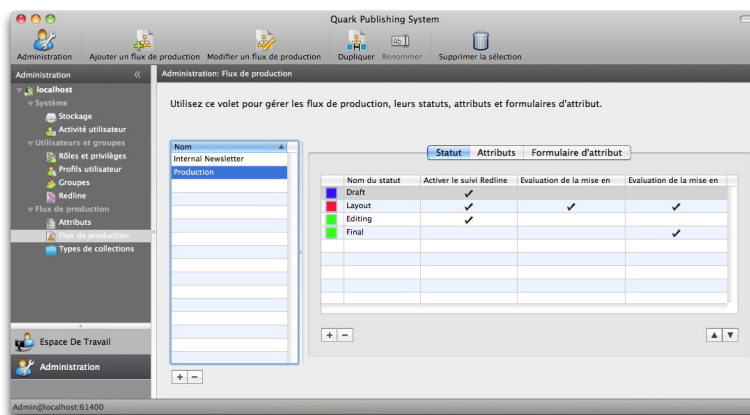 Quark Publishing System
Administration
Ajouter un flux de production
Modifier un flux de production
Dupliquer
Renommer
Supprimer la sélection
Administration
Administration: Flux de production
localhost
Système
Stockage
Activité utilisateur
Utilisateurs et groupes
Rôles et privilèges
Profils utilisateur
Groupes
Redline
Flux de production
Attributs
Flux de production
Types de collections
Utilisez ce volet pour gérer les flux de production, leurs statuts, attributs et formulaires d'attribut.
Nom
Internal Newsletter
Production
Statut Attributs Formulaire d'attribut
Nom du statut Activer le suivi Redline Evaluation de la mise en Evaluation de la mise en
Draft
Layout
Editing
Final
Espace De Travail
Administration
Admin@localhost:61400